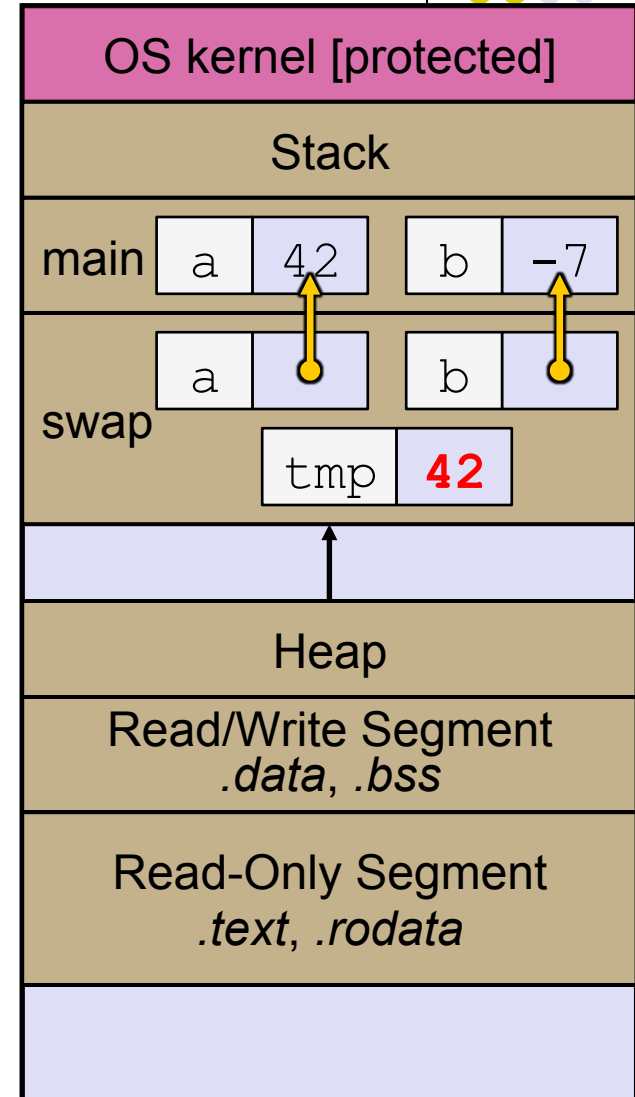 OS kernel [protected]
Stack
main a 42 b -7
a b
swap
tmp 42
Heap
Read/Write Segment
.data, .bss
Read-Only Segment
.text, .rodata